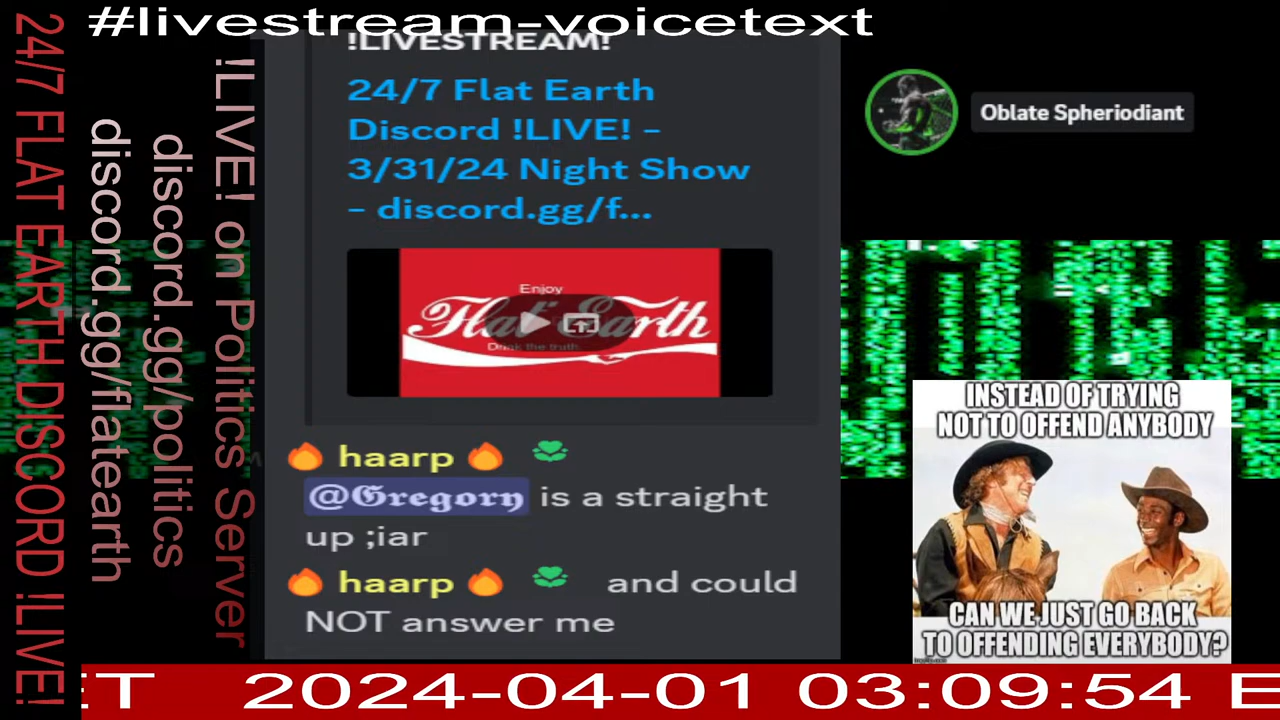 #livestream-voicetext
24/7 FLAT EARTH DISCORD !LIVE!
discord.gg/flatearth
discord.gg/politics
!LIVE! on Politics Server
!LIVESTREAM!
24/7 Flat Earth
Discord !LIVE! -
3/31/24 Night Show
- discord.gg/f...
Enjoy
Flat Earth
Drink the truth
haarp
@Gregory is a straight
up ;iar
haarp and could
NOT answer me
Oblate Spheriodiant
INSTEAD OF TRYING
NOT TO OFFEND ANYBODY
CAN WE JUST GO BACK
TO OFFENDING EVERYBODY?
ET 2024-04-01 03:09:54 E